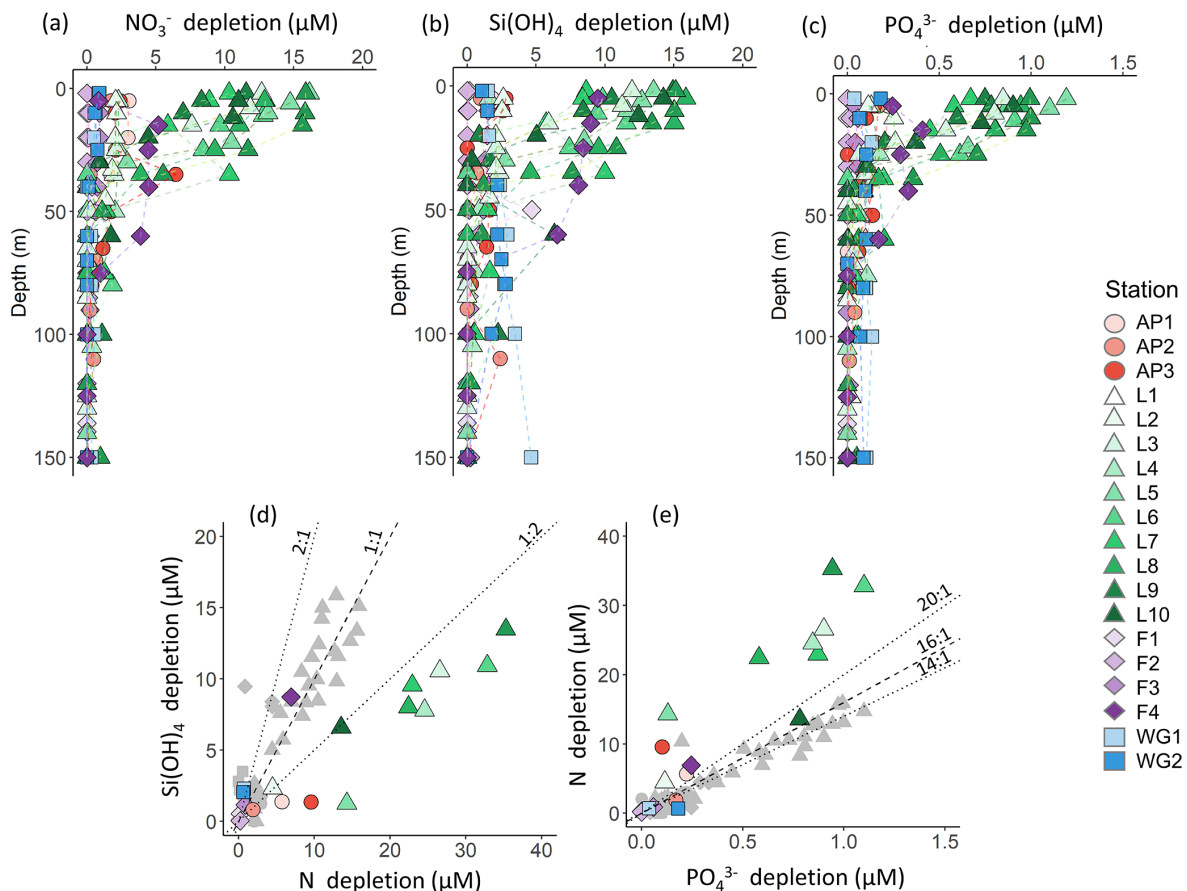 (a) NO₃⁻ depletion (µM)
0 5 10 15 20
Depth (m)
0
50
100
150
(b) Si(OH)₄ depletion (µM)
0 5 10 15 20
Depth (m)
0
50
100
150
(c) PO₄³⁻ depletion (µM)
0.0 0.5 1.0 1.5
Depth (m)
0
50
100
150
Station
AP1
AP2
AP3
L1
L2
L3
L4
L5
L6
L7
L8
L9
L10
F1
F2
F3
F4
WG1
WG2
(d)
2:1
1:1
1:2
Si(OH)₄ depletion (µM)
20
15
10
5
0
0 10 20 30 40
N depletion (µM)
(e)
20:1
16:1
14:1
N depletion (µM)
40
30
20
10
0
0.0 0.5 1.0 1.5
PO₄³⁻ depletion (µM)